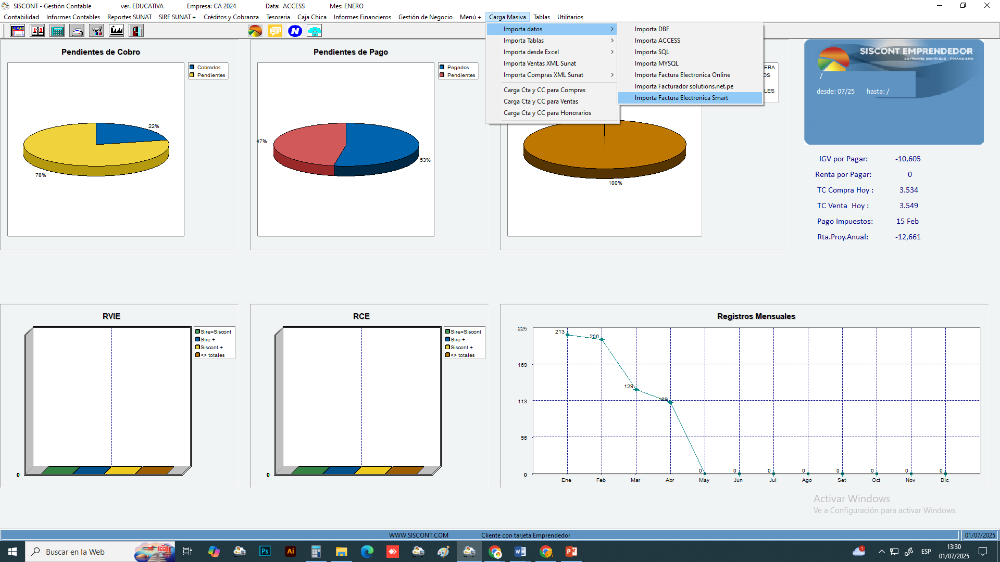 SISCONT - Gestión Contable ver. EDUCATIVA Empresa: CA 2024 Data: ACCESS Mes: ENERO
Contabilidad Informes Contables Reportes SUNAT SIRE SUNAT + Créditos y Cobranza Tesoreria Caja Chica Informes Financieros Gestión de Negocio Menú + Carga Masiva Tablas Utilitarios
Importa datos
Importa Tablas
Importa desde Excel
Importa Ventas XML Sunat
Importa Compras XML Sunat
Carga Cta y CC para Compras
Carga Cta y CC para Ventas
Carga Cta y CC para Honorarios
Importa DBF
Importa ACCESS
Importa SQL
Importa MYSQL
Importa Factura Electronica Online
Importa Facturador solutions.net.pe
Importa Factura Electronica Smart
Pendientes de Cobro
Cobrados
Pendientes
22%
78%
Pendientes de Pago
Pagados
Pendientes
47%
53%
ERA
OS
LES
100%
SISCONT EMPRENDEDOR
SOFTWARE CONTABLE - FINANCIERO
/
desde: 07/25 hasta: /
IGV por Pagar: -10,605
Renta por Pagar: 0
TC Compra Hoy : 3.534
TC Venta Hoy : 3.549
Pago Impuestos: 15 Feb
Rta.Proy.Anual: -12,661
RVIE
Sire=Siscont
Sire +
Siscont +
<> totales
0
RCE
Sire=Siscont
Sire +
Siscont +
<> totales
0
Registros Mensuales
225
169
113
56
0
213
206
129
109
0 0 0 0 0 0 0 0
Ene Feb Mar Abr May Jun Jul Ago Set Oct Nov Dic
Activar Windows
Ve a Configuración para activar Windows.
WWW.SISCONT.COM Cliente con tarjeta Emprendedor 01/07/2025
Buscar en la Web
Ps
Ai
1
ESP
13:30
01/07/2025